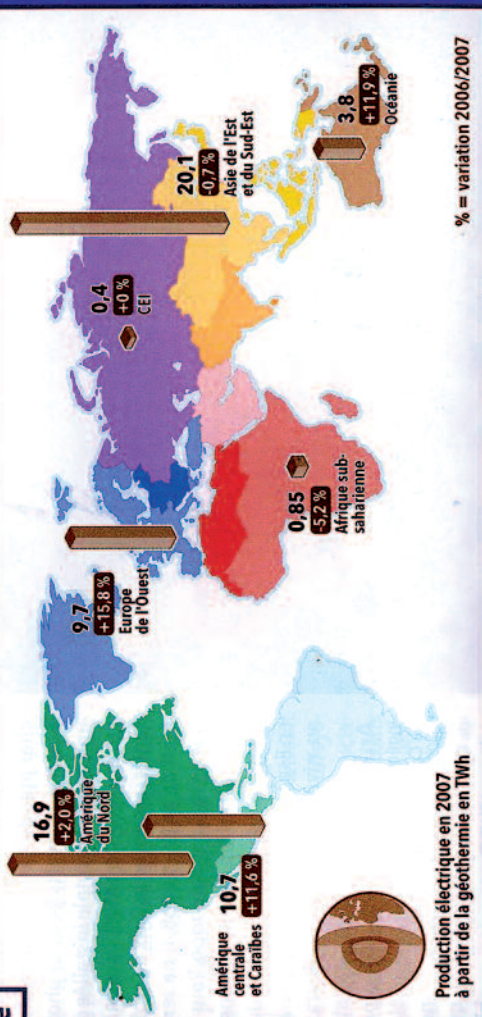 16,9
+2,0 %
Amérique
du Nord
10,7
+11,6 %
Amérique
centrale
et Caraïbes
9,7
+15,8 %
Europe
de l'Ouest
0,4
+0 %
CEI
20,1
-0,7 %
Asie de l'Est
et du Sud-Est
0,85
-5,2 %
Afrique sub-
saharienne
3,8
+11,9 %
Océanie
Production électrique en 2007
à partir de la géothermie en TWh
% = variation 2006/2007